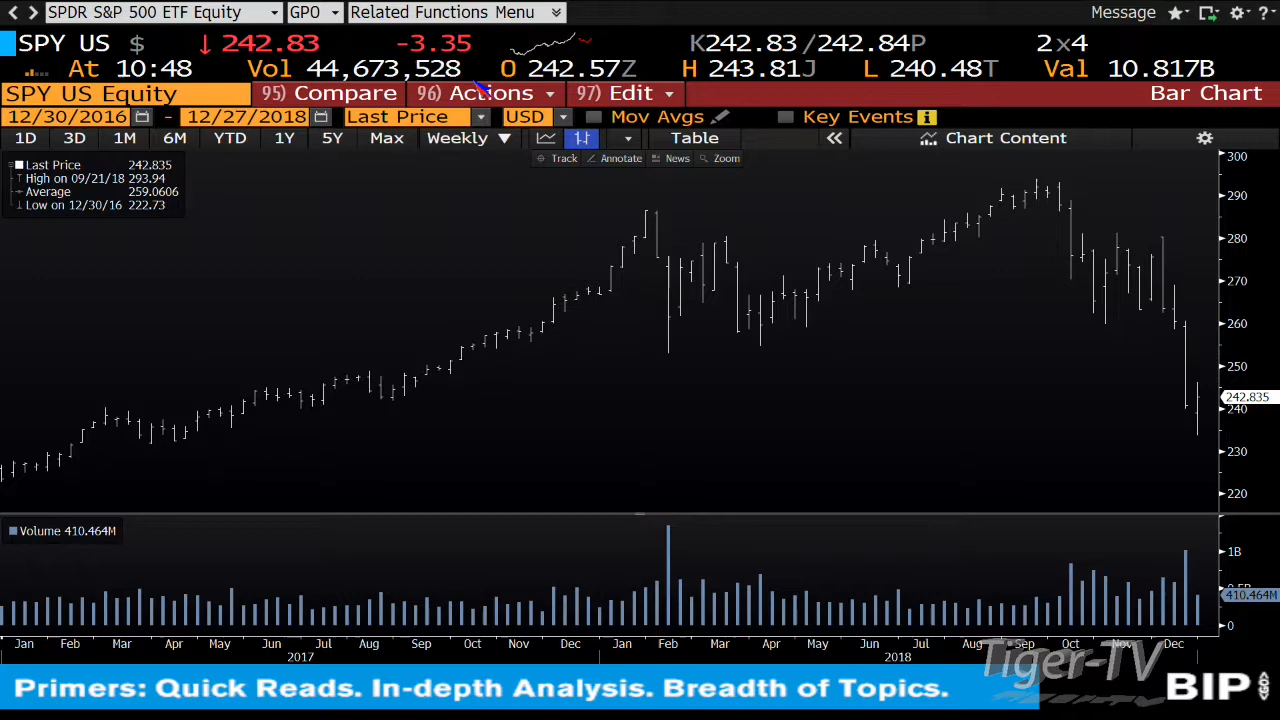 SPDR S&P 500 ETF Equity GPO Related Functions Menu Message ?
SPY US $ ↓ 242.83 -3.35 K242.83/242.84P 2x4
At 10:48 Vol 44,673,528 O 242.57Z H 243.81J L 240.48T Val 10.817B
SPY US Equity 95) Compare 96) Actions 97) Edit Bar Chart
12/30/2016 - 12/27/2018 Last Price USD Mov Avgs Key Events i
1D 3D 1M 6M YTD 1Y 5Y Max Weekly ▼ Table « Chart Content
Track Annotate News Zoom
Last Price 242.835
High on 09/21/18 293.94
Average 259.0606
Low on 12/30/16 222.73
300
290
280
270
260
250
242.835
240
230
220
Volume 410.464M
1B
410.464M
0
Jan Feb Mar Apr May Jun Jul Aug Sep Oct Nov Dec Jan Feb Mar Apr May Jun Jul Aug Sep Oct Nov Dec
2017 2018
Tiger-TV
Primers: Quick Reads. In-depth Analysis. Breadth of Topics. BIP GO